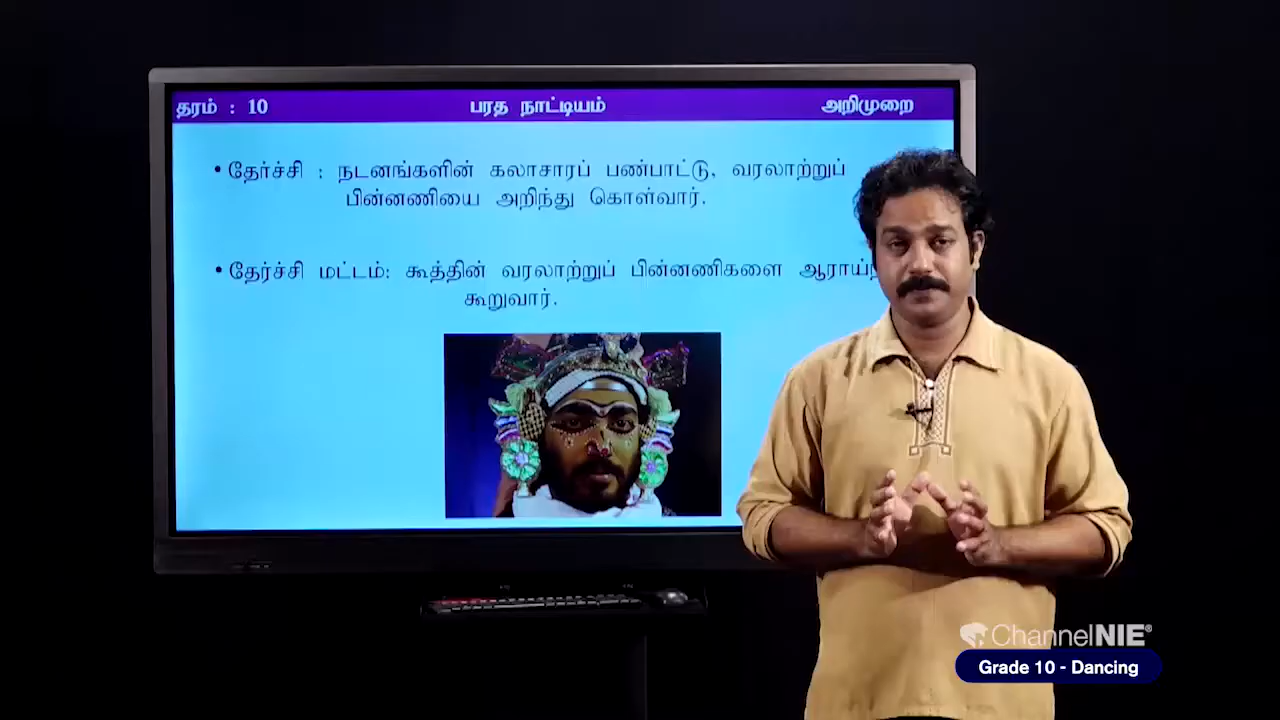 தரம் : 10 பரத நாட்டியம் அறிமுறை
• தேர்ச்சி : நடனங்களின் கலாசாரப் பண்பாட்டு, வரலாற்றுப்
பின்னணியை அறிந்து கொள்வார்.
• தேர்ச்சி மட்டம்: கூத்தின் வரலாற்றுப் பின்னணிகளை
கூறுவார்.
ChannelNIE®
Grade 10 - Dancing